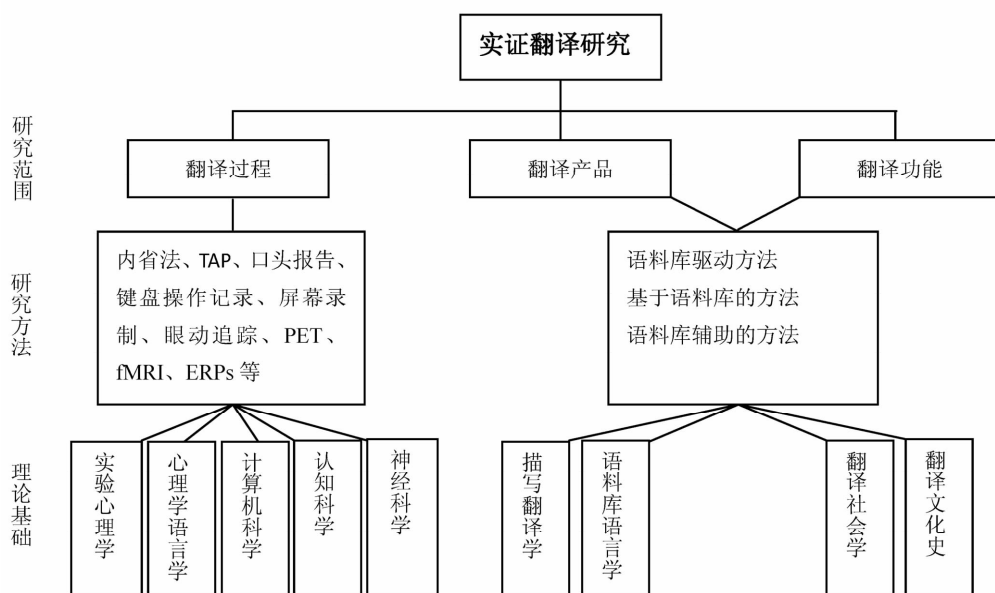 实证翻译研究
研究范围
翻译过程
翻译产品
翻译功能
研究方法
内省法、TAP、口头报告、
键盘操作记录、屏幕录
制、眼动追踪、PET、
fMRI、ERPs 等
语料库驱动方法
基于语料库的方法
语料库辅助的方法
理论基础
实验心理学
心理学语言学
计算机科学
认知科学
神经科学
描写翻译学
语料库语言学
翻译社会学
翻译文化史